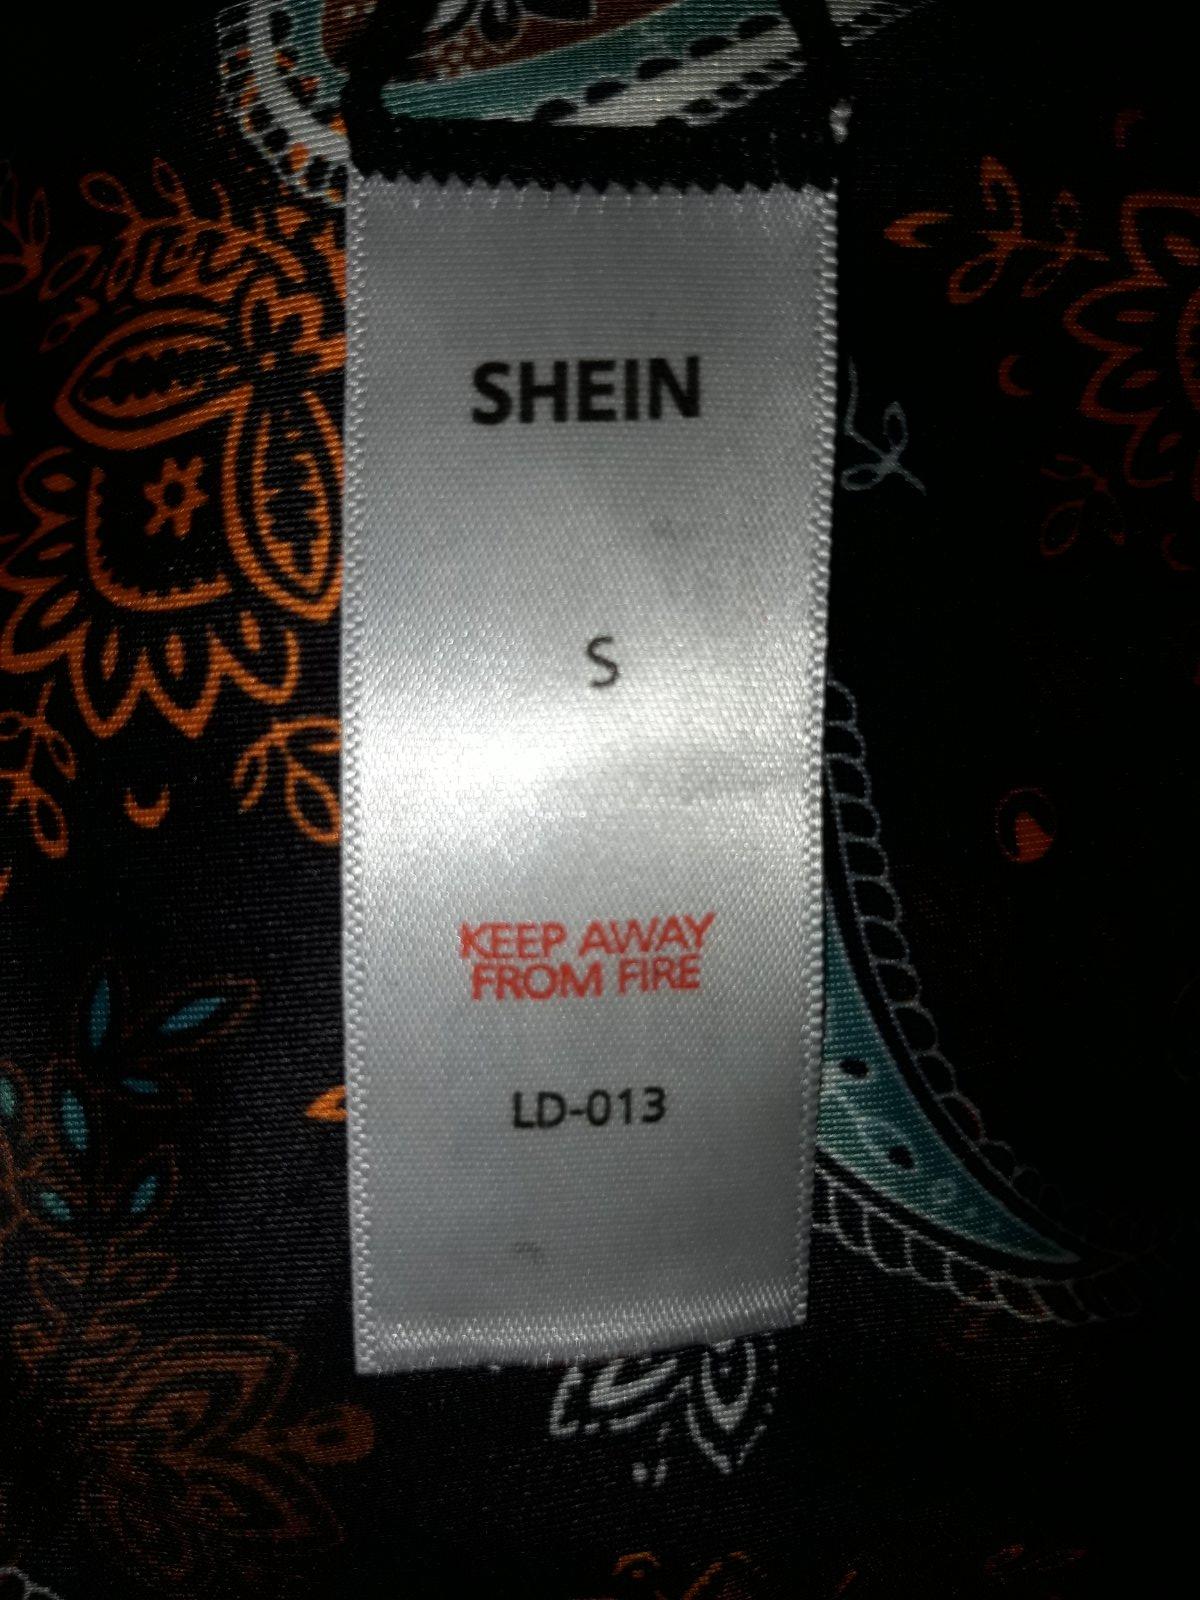 SHEIN
S
KEEP AWAY
FROM FIRE
LD-013